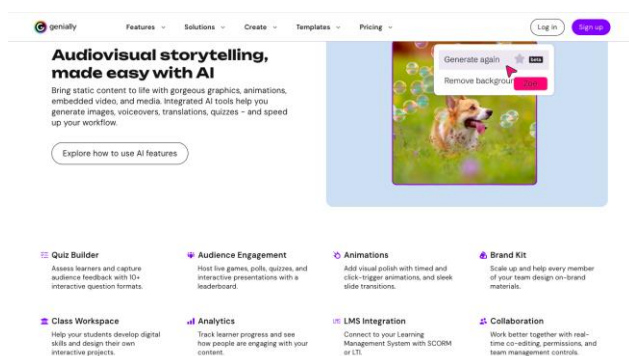 genially
Features
Solutions
Create
Templates
Pricing
Log in
Sign up
Audiovisual storytelling,
made easy with AI
Bring static content to life with gorgeous graphics, animations,
embedded video, and media. Integrated AI tools help you
generate images, voiceovers, translations, quizzes – and speed
up your workflow.
Explore how to use AI features
Generate again
beta
Remove backgroun
Zoe
Quiz Builder
Assess learners and capture
audience feedback with 10+
interactive question formats.
Audience Engagement
Host live games, polls, quizzes, and
interactive presentations with a
leaderboard.
Animations
Add visual polish with timed and
click-trigger animations, and sleek
slide transitions.
Brand Kit
Scale up and help every member
of your team design on-brand
materials.
Class Workspace
Help your students develop digital
skills and design their own
interactive projects.
Analytics
Track learner progress and see
how people are engaging with your
content.
LMS Integration
Connect to your Learning
Management System with SCORM
or LTI.
Collaboration
Work better together with real-
time co-editing, permissions, and
team management controls.